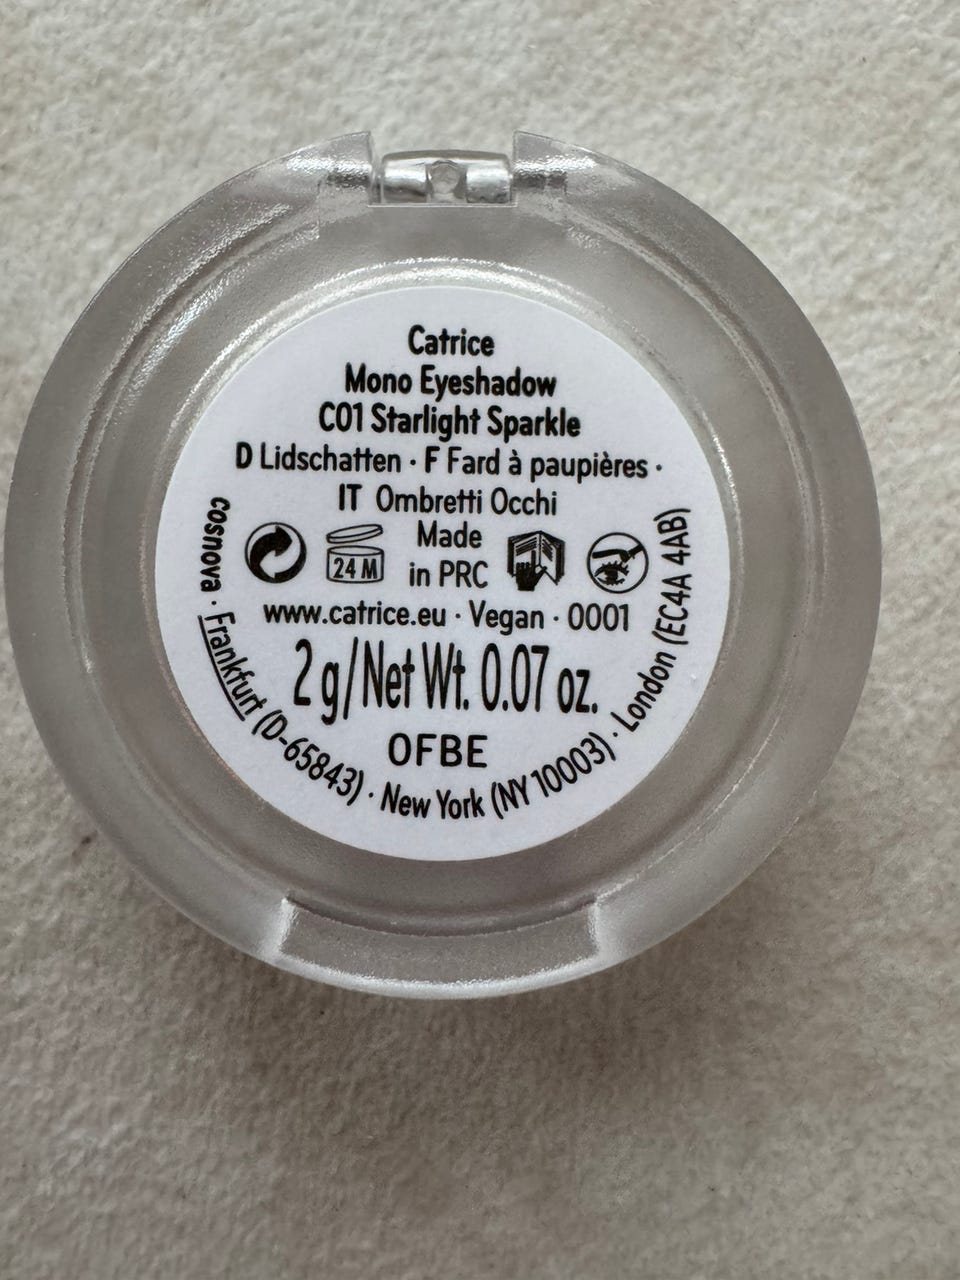 Catrice
Mono Eyeshadow
C01 Starlight Sparkle
D Lidschatten · F Fard à paupières ·
IT Ombretti Occhi
24 M
Made
in PRC
www.catrice.eu · Vegan · 0001
2 g/Net Wt. 0.07 oz.
OFBE
cosnova · Frankfurt (D-65843) · New York (NY 10003) · London (EC4A 4AB)